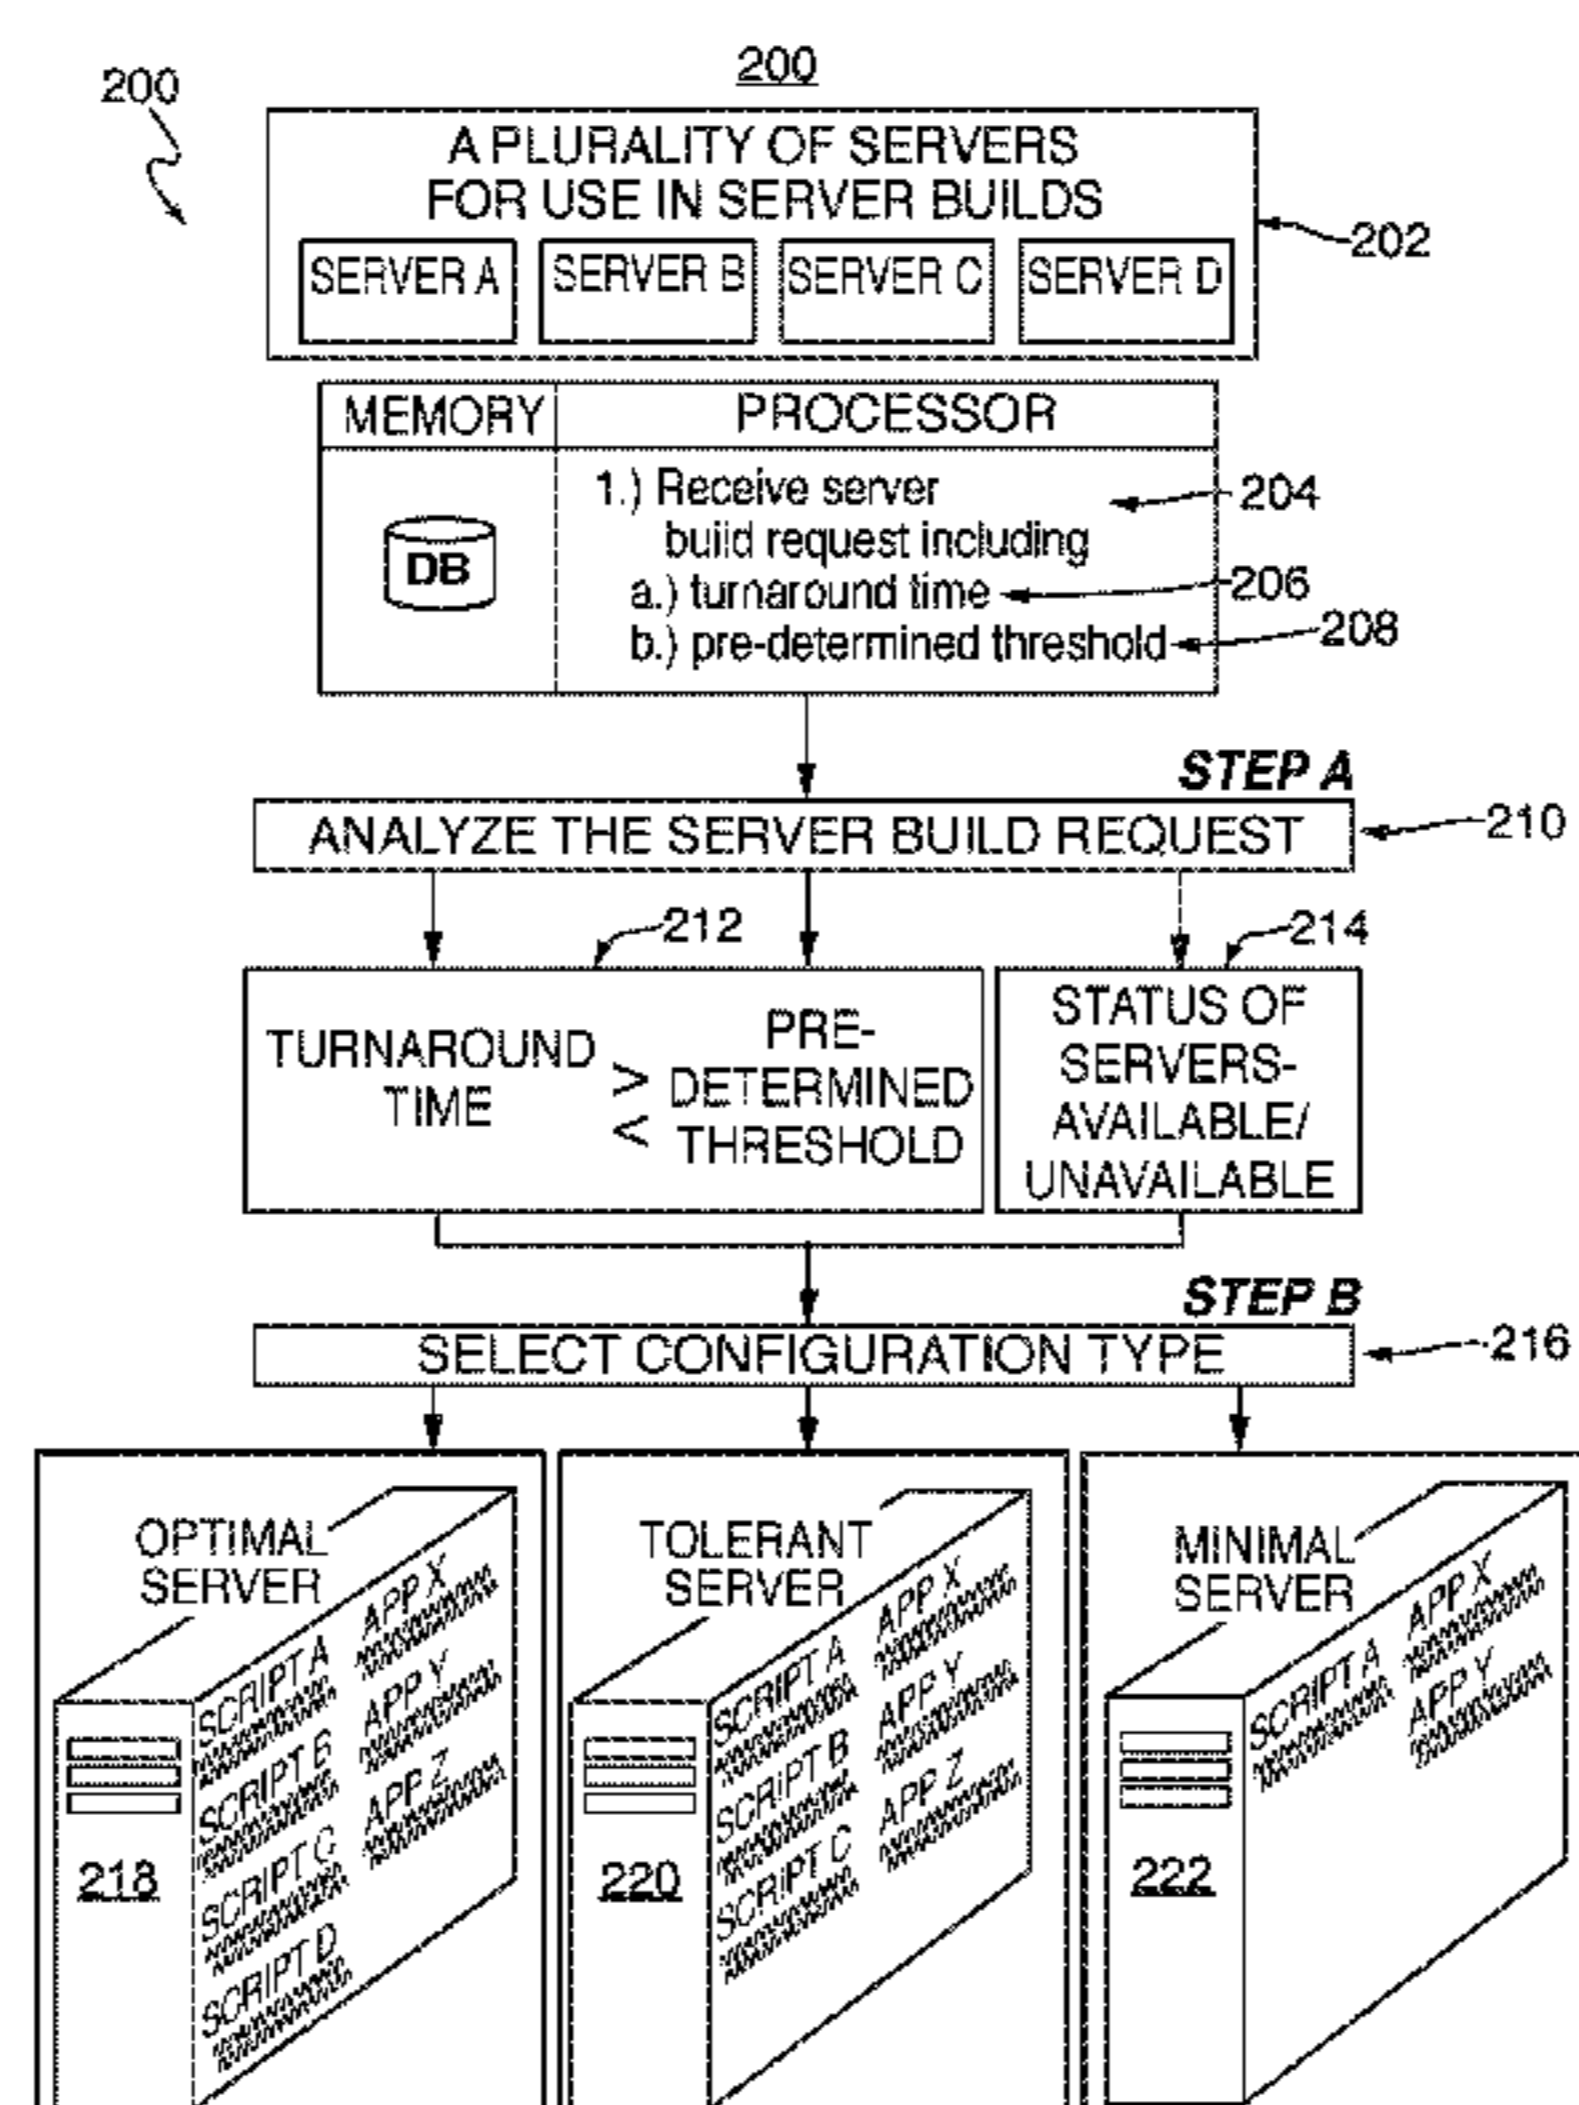 200
200
A PLURALITY OF SERVERS
FOR USE IN SERVER BUILDS
202
SERVER A
SERVER B
SERVER C
SERVER D
MEMORY
PROCESSOR
DB
1.) Receive server
build request including
a.) turnaround time
b.) pre-determined threshold
204
206
208
STEP A
ANALYZE THE SERVER BUILD REQUEST
210
212
214
TURNAROUND
TIME
>
<
PRE-
DETERMINED
THRESHOLD
STATUS OF
SERVERS-
AVAILABLE/
UNAVAILABLE
STEP B
SELECT CONFIGURATION TYPE
216
OPTIMAL
SERVER
SCRIPT A
SCRIPT B
SCRIPT C
SCRIPT D
APP X
APP Y
APP Z
218
TOLERANT
SERVER
SCRIPT A
SCRIPT B
SCRIPT C
APP X
APP Y
APP Z
220
MINIMAL
SERVER
SCRIPT A
APP X
APP Y
222